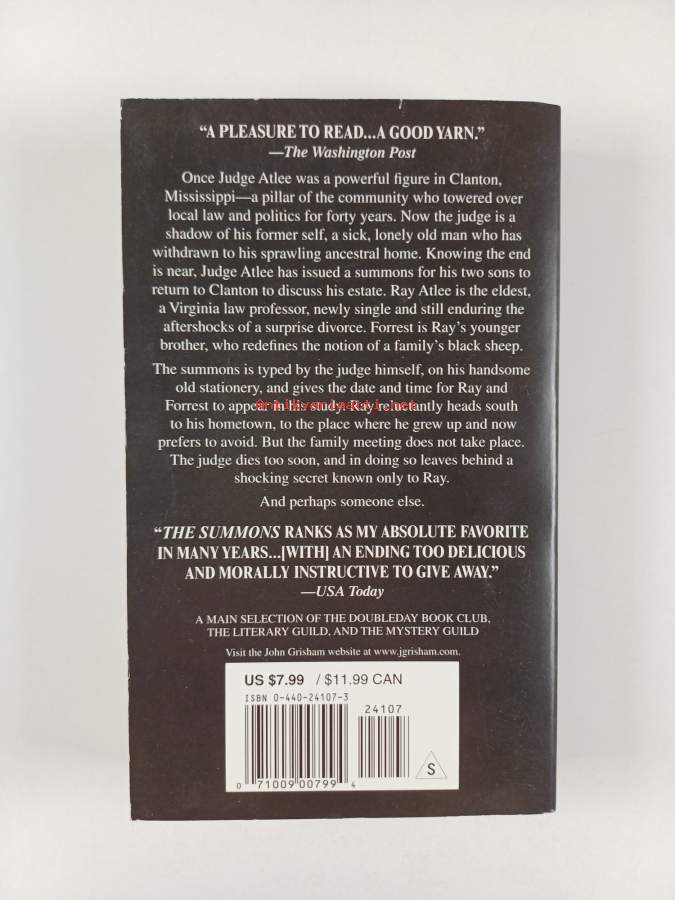 “A PLEASURE TO READ...A GOOD YARN.”
—The Washington Post
Once Judge Atlee was a powerful figure in Clanton,
Mississippi—a pillar of the community who towered over
local law and politics for forty years. Now the judge is a
shadow of his former self, a sick, lonely old man who has
withdrawn to his sprawling ancestral home. Knowing the end
is near, Judge Atlee has issued a summons for his two sons to
return to Clanton to discuss his estate. Ray Atlee is the eldest,
a Virginia law professor, newly single and still enduring the
aftershocks of a surprise divorce. Forrest is Ray’s younger
brother, who redefines the notion of a family’s black sheep.
The summons is typed by the judge himself, on his handsome
old stationery, and gives the date and time for Ray and
Forrest to appear in his study. Ray reluctantly heads south
to his hometown, to the place where he grew up and now
prefers to avoid. But the family meeting does not take place.
The judge dies too soon, and in doing so leaves behind a
shocking secret known only to Ray.
And perhaps someone else.
“THE SUMMONS RANKS AS MY ABSOLUTE FAVORITE
IN MANY YEARS...[WITH] AN ENDING TOO DELICIOUS
AND MORALLY INSTRUCTIVE TO GIVE AWAY.”
—USA Today
A MAIN SELECTION OF THE DOUBLEDAY BOOK CLUB,
THE LITERARY GUILD, AND THE MYSTERY GUILD
Visit the John Grisham website at www.jgrisham.com.
US $7.99 / $11.99 CAN
ISBN 0-440-24107-3
24107
S
0 71009 00799 4